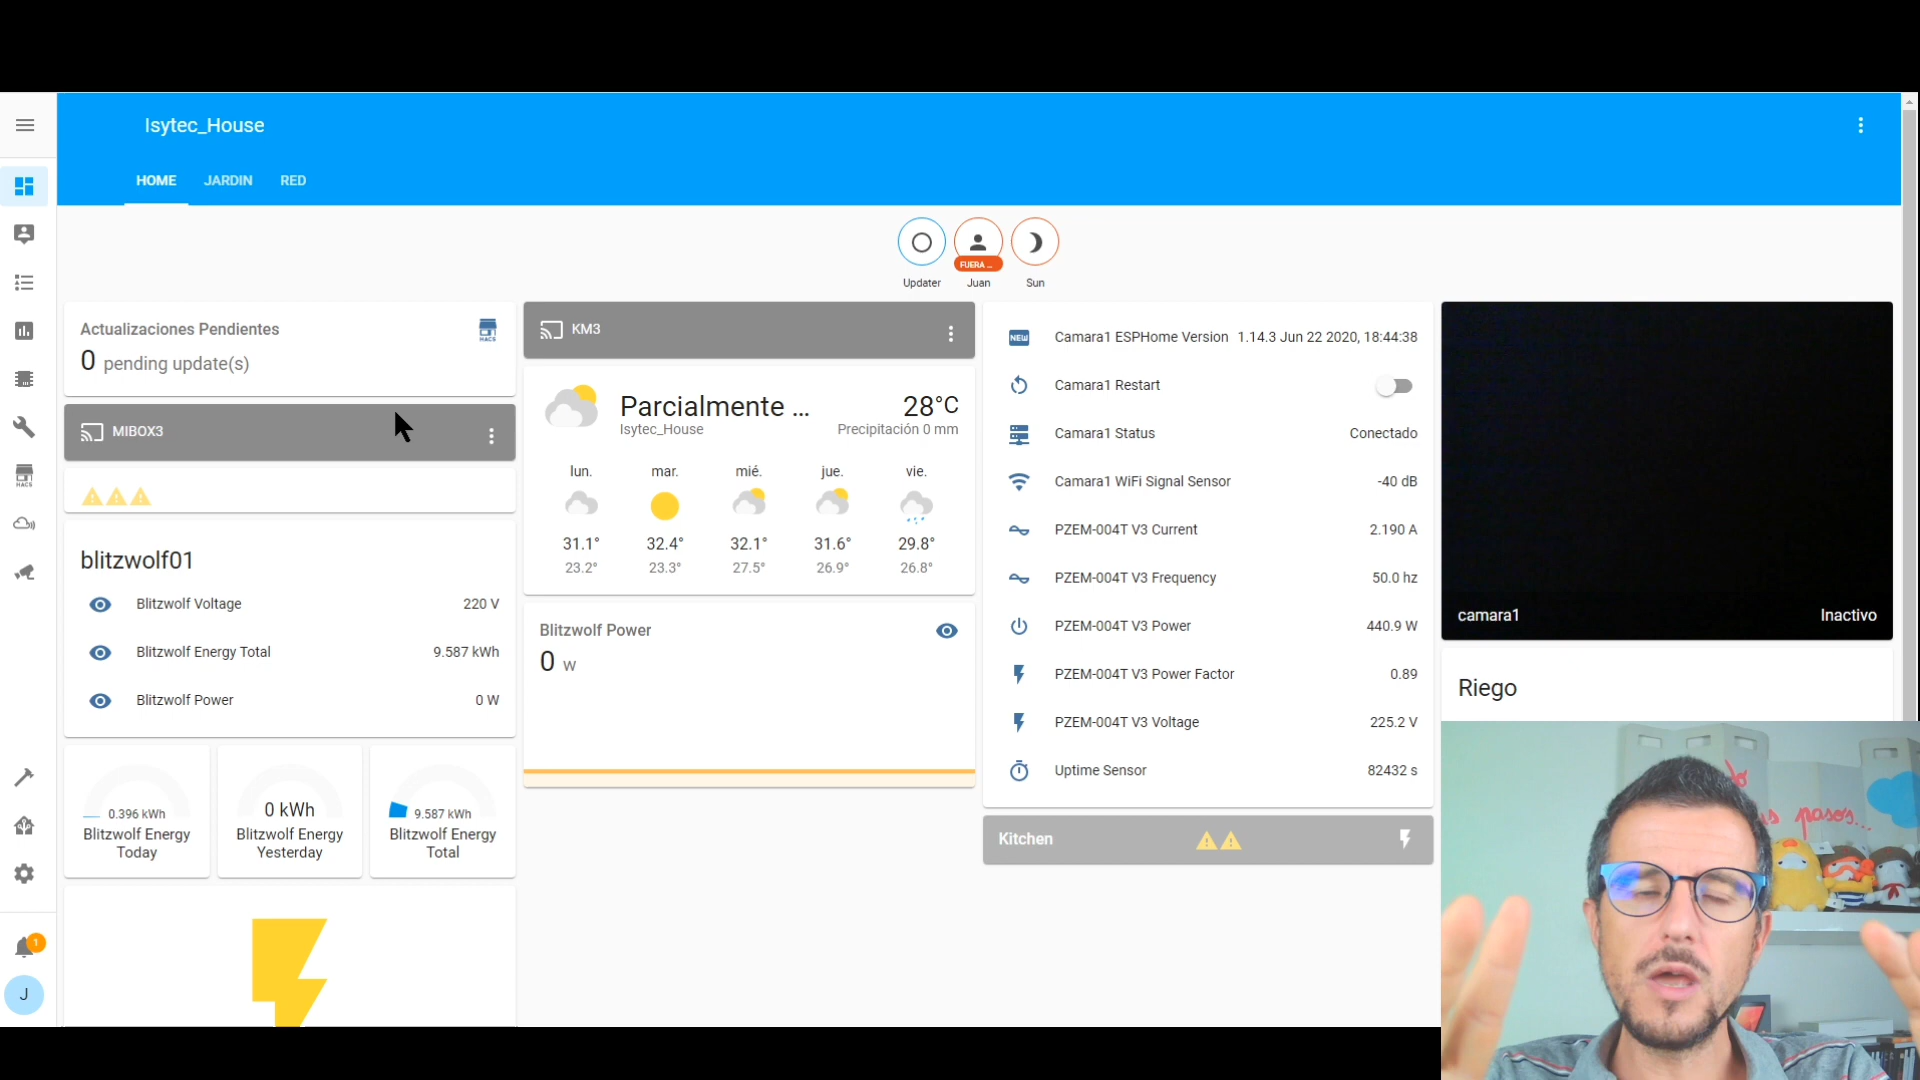 Isytec_House
HOME JARDIN RED
FUERA ...
Updater Juan Sun
Actualizaciones Pendientes
HACS
0 pending update(s)
MIBOX3
HACS
blitzwolf01
Blitzwolf Voltage 220 V
Blitzwolf Energy Total 9.587 kWh
Blitzwolf Power 0 W
0.396 kWh
Blitzwolf Energy
Today
0 kWh
Blitzwolf Energy
Yesterday
9.587 kWh
Blitzwolf Energy
Total
1
J
KM3
Parcialmente ... 28°C
Isytec_House Precipitación 0 mm
lun. mar. mié. jue. vie.
31.1° 32.4° 32.1° 31.6° 29.8°
23.2° 23.3° 27.5° 26.9° 26.8°
Blitzwolf Power
0 W
NEW Camara1 ESPHome Version 1.14.3 Jun 22 2020, 18:44:38
Camara1 Restart
Camara1 Status Conectado
Camara1 WiFi Signal Sensor -40 dB
PZEM-004T V3 Current 2.190 A
PZEM-004T V3 Frequency 50.0 hz
PZEM-004T V3 Power 440.9 W
PZEM-004T V3 Power Factor 0.89
PZEM-004T V3 Voltage 225.2 V
Uptime Sensor 82432 s
Kitchen
camara1 Inactivo
Riego
pasos...